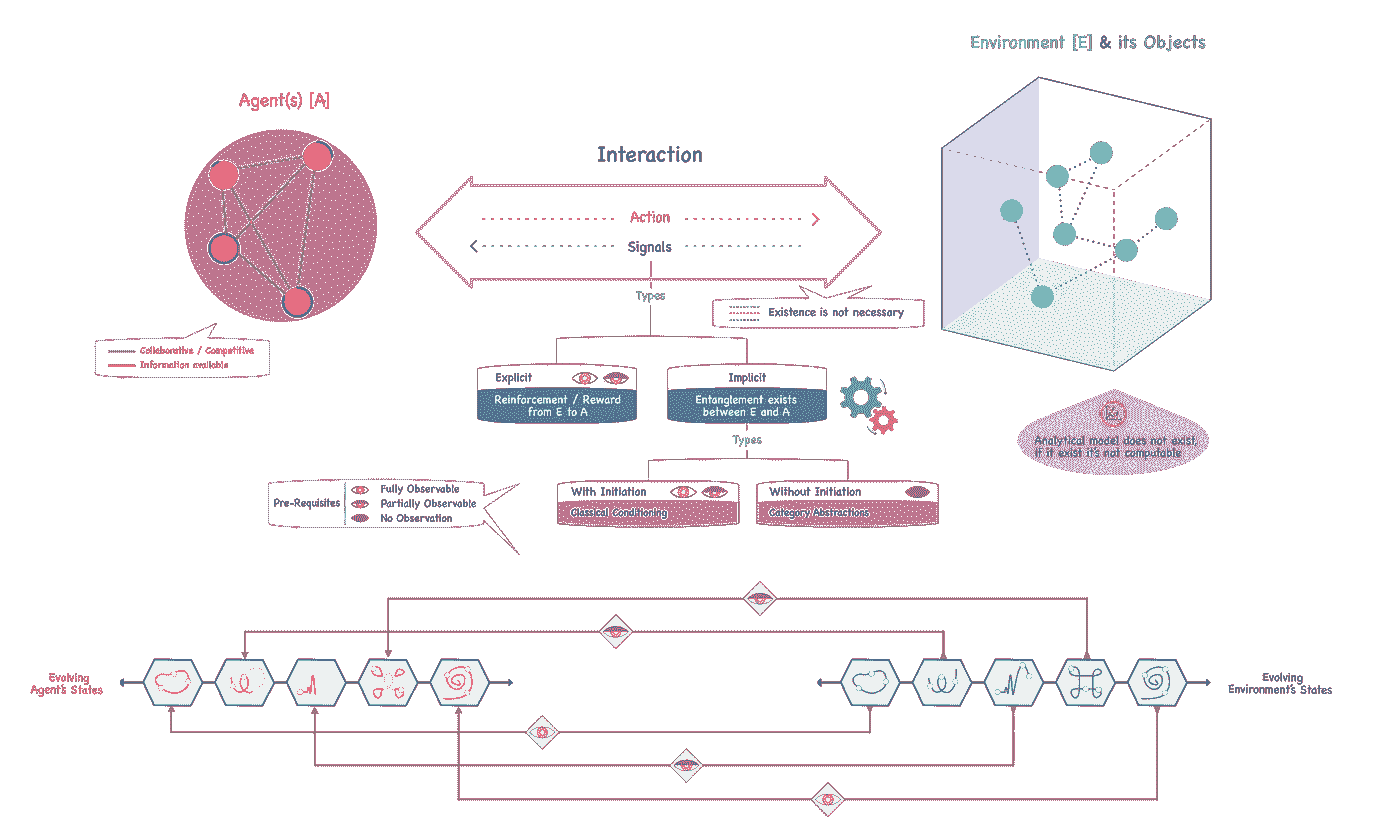 Environment [E] & its Objects
Agent(s) [A]
Interaction
Action
Signals
Types
Existence is not necessary
Collaborative / Competitive
Information available
Explicit
Reinforcement / Reward
from E to A
Implicit
Entanglement exists
between E and A
Types
Analytical model does not exist,
if it exist it's not computable
Pre-Requisites
Fully Observable
Partially Observable
No Observation
With Initiation
Classical Conditioning
Without Initiation
Category Abstractions
Evolving
Agent's States
Evolving
Environment's States